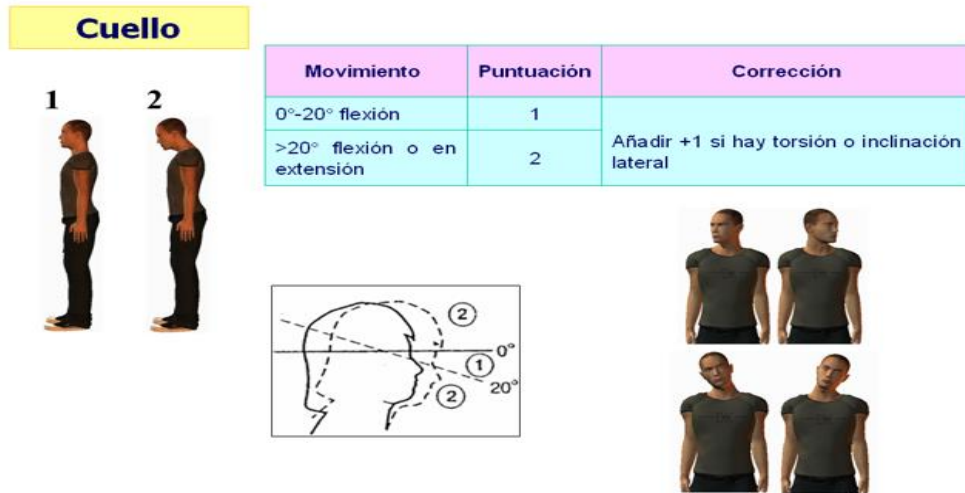 Cuello
1 2
Movimiento Puntuación Corrección
0°-20° flexión 1
>20° flexión o en
extensión 2
Añadir +1 si hay torsión o inclinación
lateral
2
0°
1
20°
2